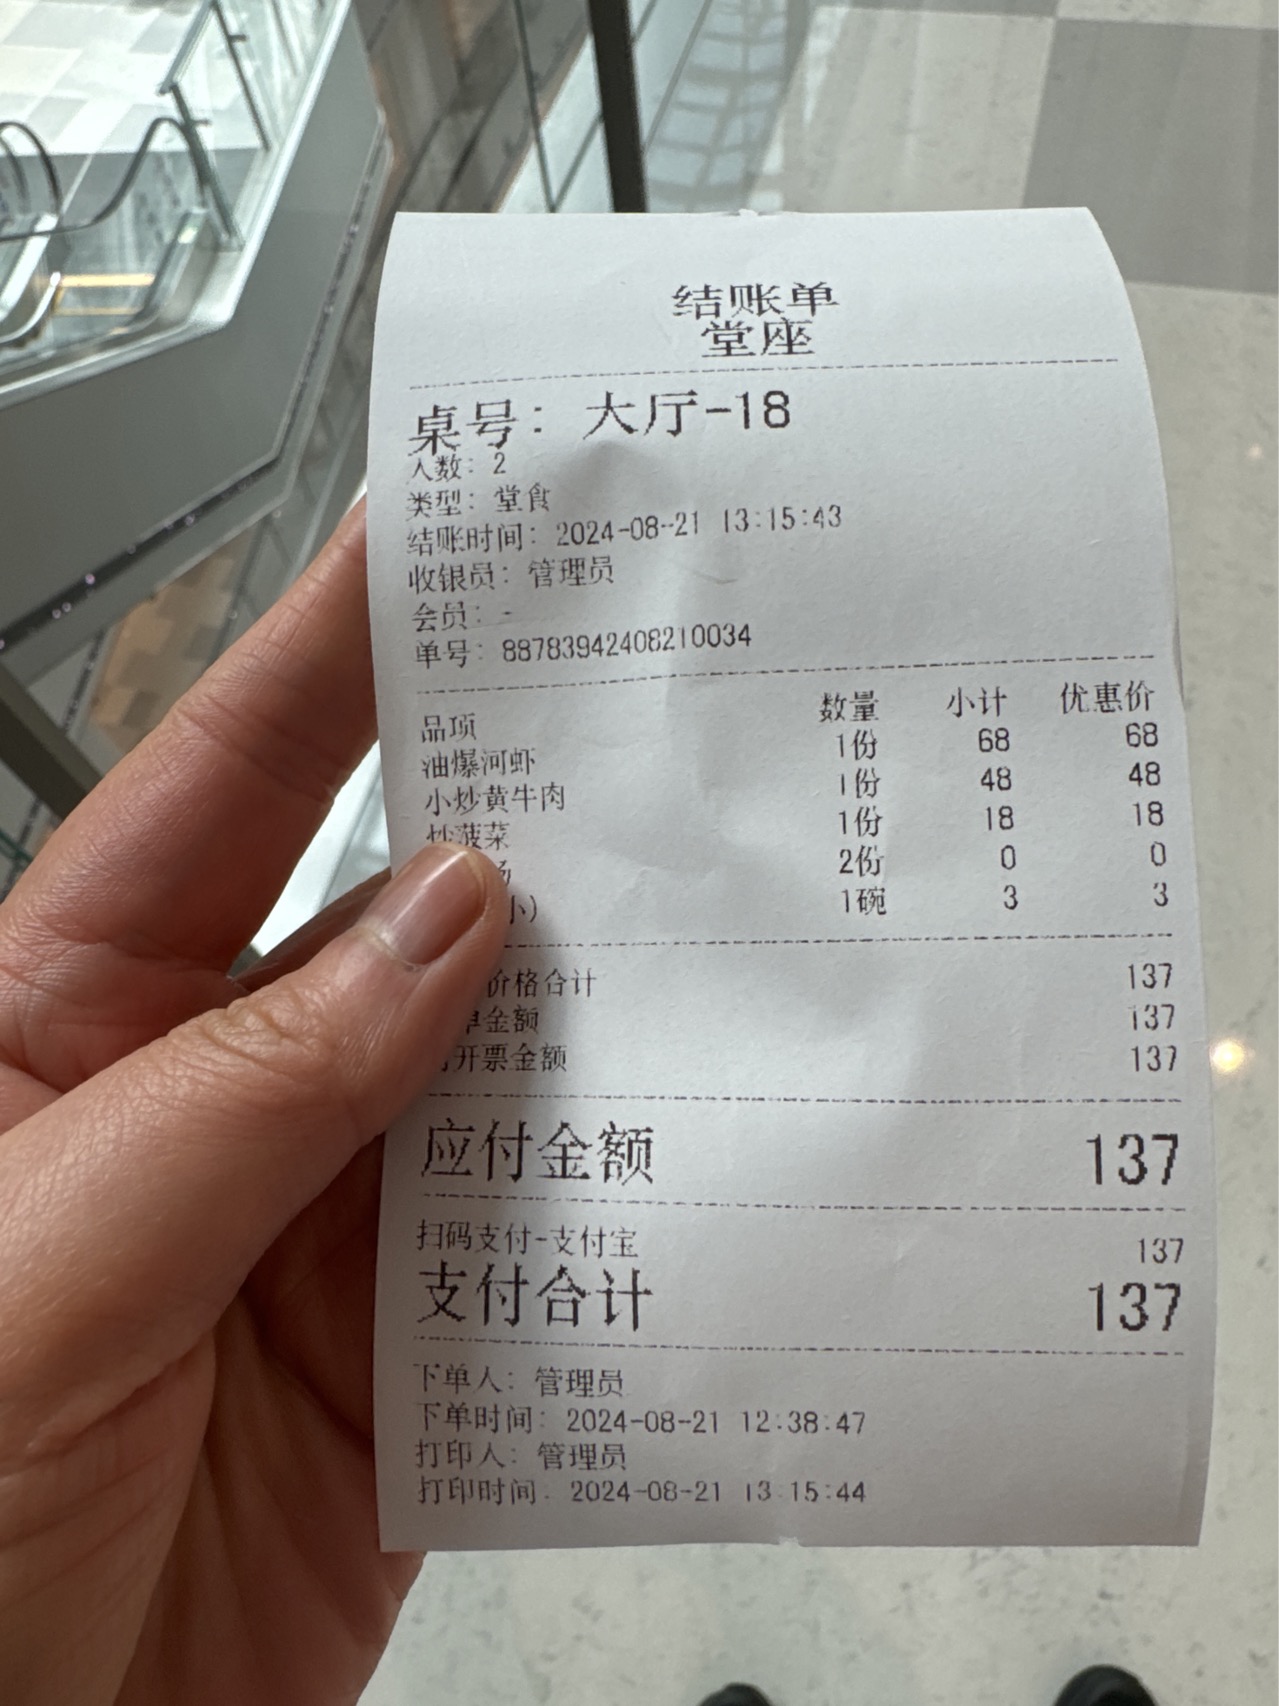 结账单
堂座
桌号: 大厅-18
人数: 2
类型: 堂食
结账时间: 2024-08-21 13:15:43
收银员: 管理员
会员: -
单号: 88783942408210034
品项 数量 小计 优惠价
油爆河虾 1份 68 68
小炒黄牛肉 1份 48 48
炒菠菜 1份 18 18
汤 2份 0 0
小) 1碗 3 3
价格合计 137
单金额 137
开票金额 137
应付金额 137
扫码支付-支付宝 137
支付合计 137
下单人: 管理员
下单时间: 2024-08-21 12:38:47
打印人: 管理员
打印时间: 2024-08-21 13:15:44